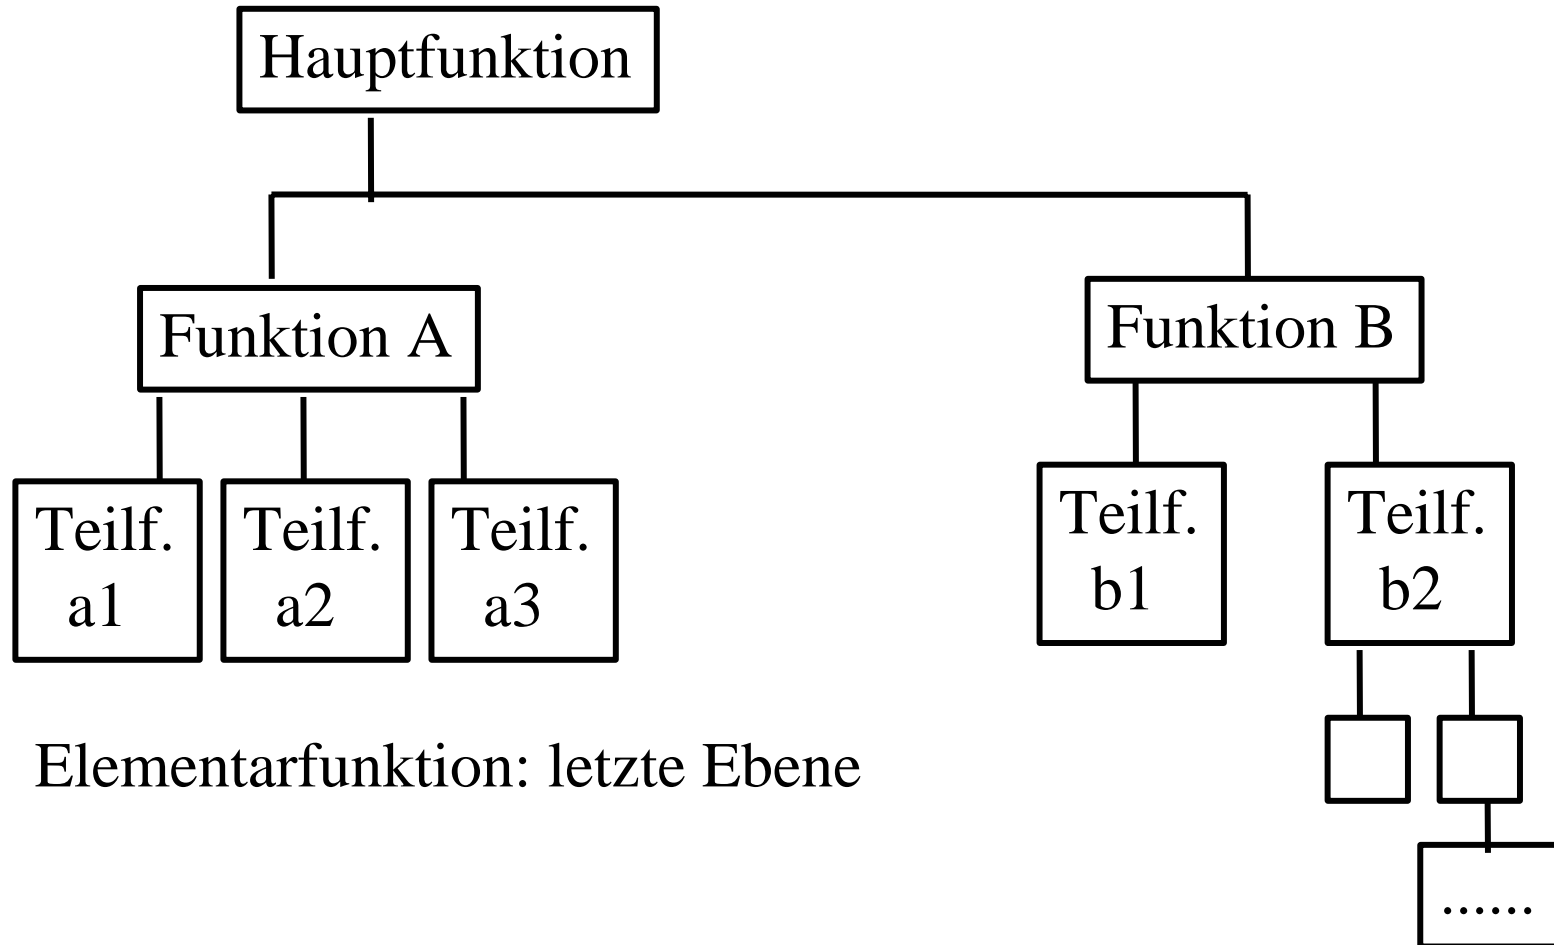 Hauptfunktion
Funktion A
Funktion B
Teilf.
a1
Teilf.
a2
Teilf.
a3
Teilf.
b1
Teilf.
b2
Elementarfunktion: letzte Ebene
......